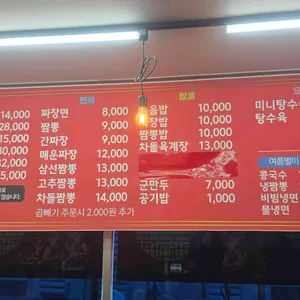 면류
14,000 짜장면 8,000
28,000 짬뽕 9,000
15,000 간짜장 9,000
30,000 매운짜장 12,000
32,000 삼선짬뽕 13,000
5,000 고추짬뽕 13,000
차돌짬뽕 14,000
곱빼기 주문시 2,000원 추가
밥류
음밥 10,000
장밥 10,000
짬뽕밥 10,000
차돌육계장 13,000
군만두 7,000
공기밥 1,000
미니탕수
탕수육
여름별미
콩국수
냉짬뽕
비빔냉면
물냉면